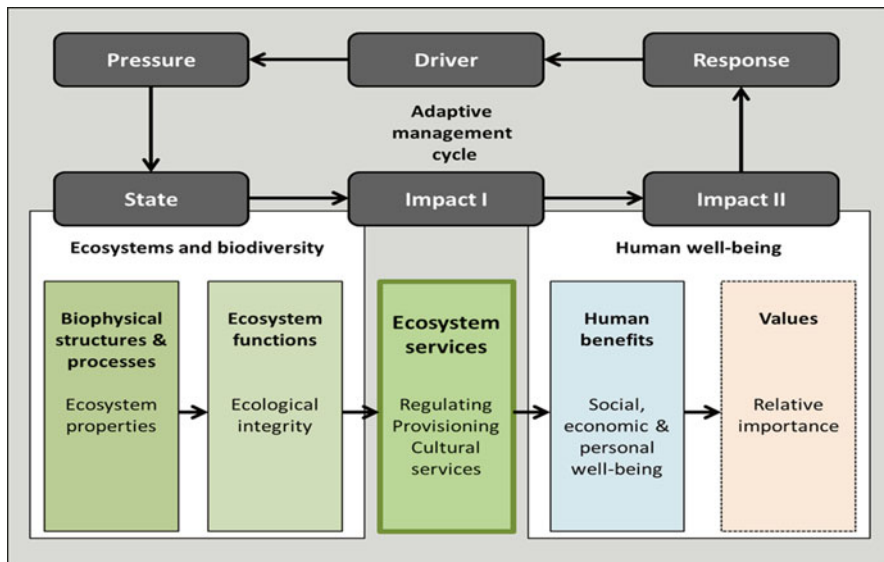 Pressure
Driver
Response
Adaptive
management
cycle
State
Impact I
Impact II
Ecosystems and biodiversity
Human well-being
Biophysical
structures &
processes
Ecosystem
properties
Ecosystem
functions
Ecological
integrity
Ecosystem
services
Regulating
Provisioning
Cultural
services
Human
benefits
Social,
economic &
personal
well-being
Values
Relative
importance